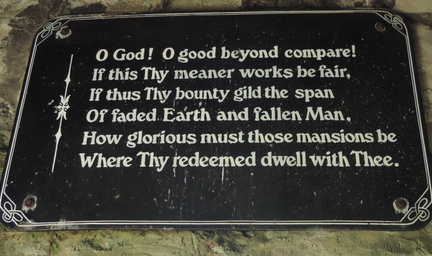 O God! O good beyond compare!
If this Thy meaner works be fair,
If thus Thy bounty gild the span
Of faded Earth and fallen Man,
How glorious must those mansions be
Where Thy redeemed dwell with Thee.